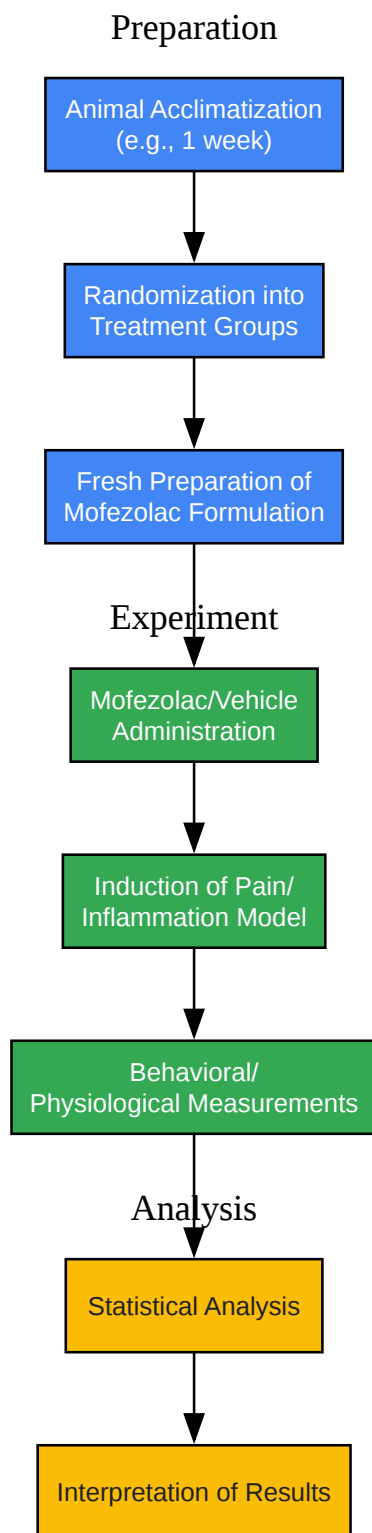 Preparation
Animal Acclimatization
(e.g., 1 week)
Randomization into
Treatment Groups
Fresh Preparation of
Mofezolac Formulation
Experiment
Mofezolac/Vehicle
Administration
Induction of Pain/
Inflammation Model
Behavioral/
Physiological Measurements
Analysis
Statistical Analysis
Interpretation of Results